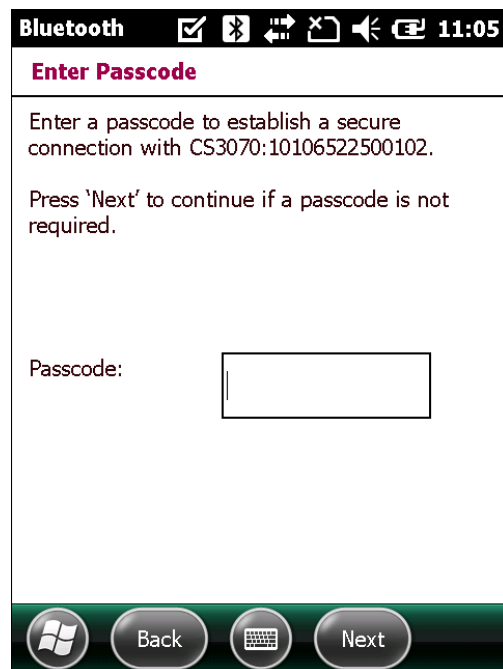 Bluetooth 11:05
Enter Passcode
Enter a passcode to establish a secure
connection with CS3070:10106522500102.
Press ‘Next’ to continue if a passcode is not
required.
Passcode:
Back Next